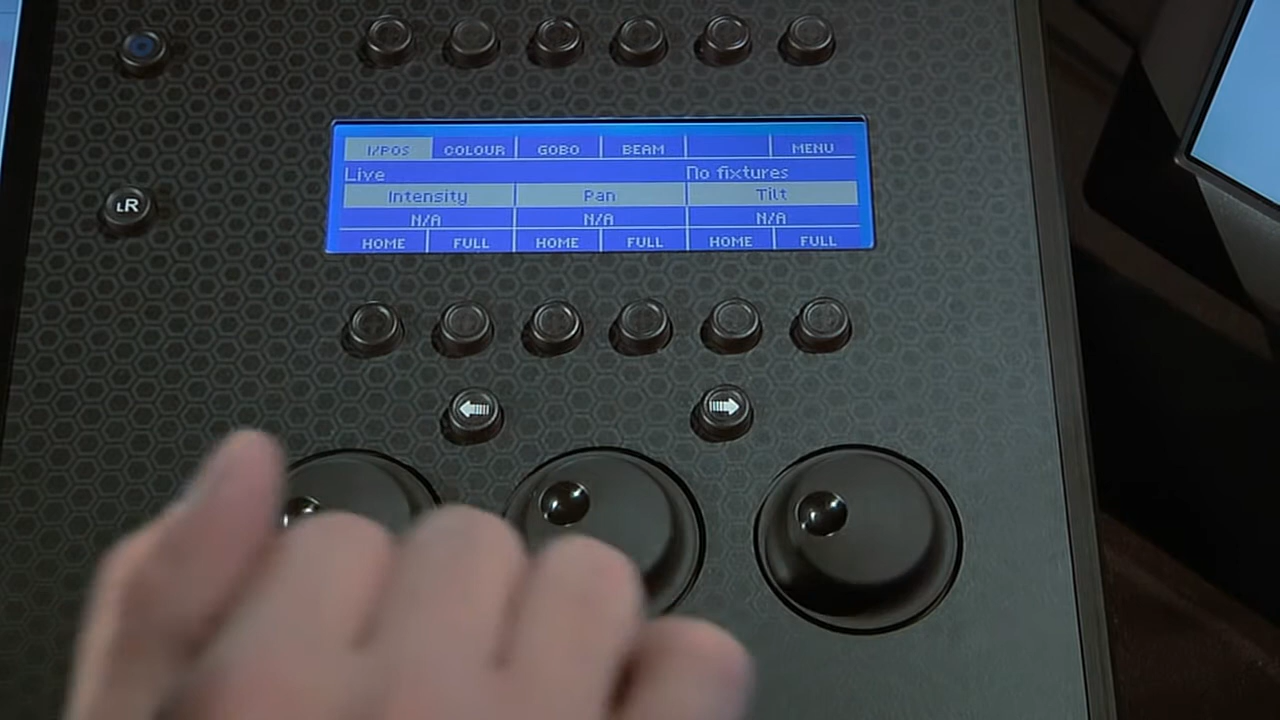 I/POS COLOUR GOBO BEAM MENU
Live No fixtures
Intensity Pan Tilt
N/A N/A N/A
HOME FULL HOME FULL HOME FULL
LR